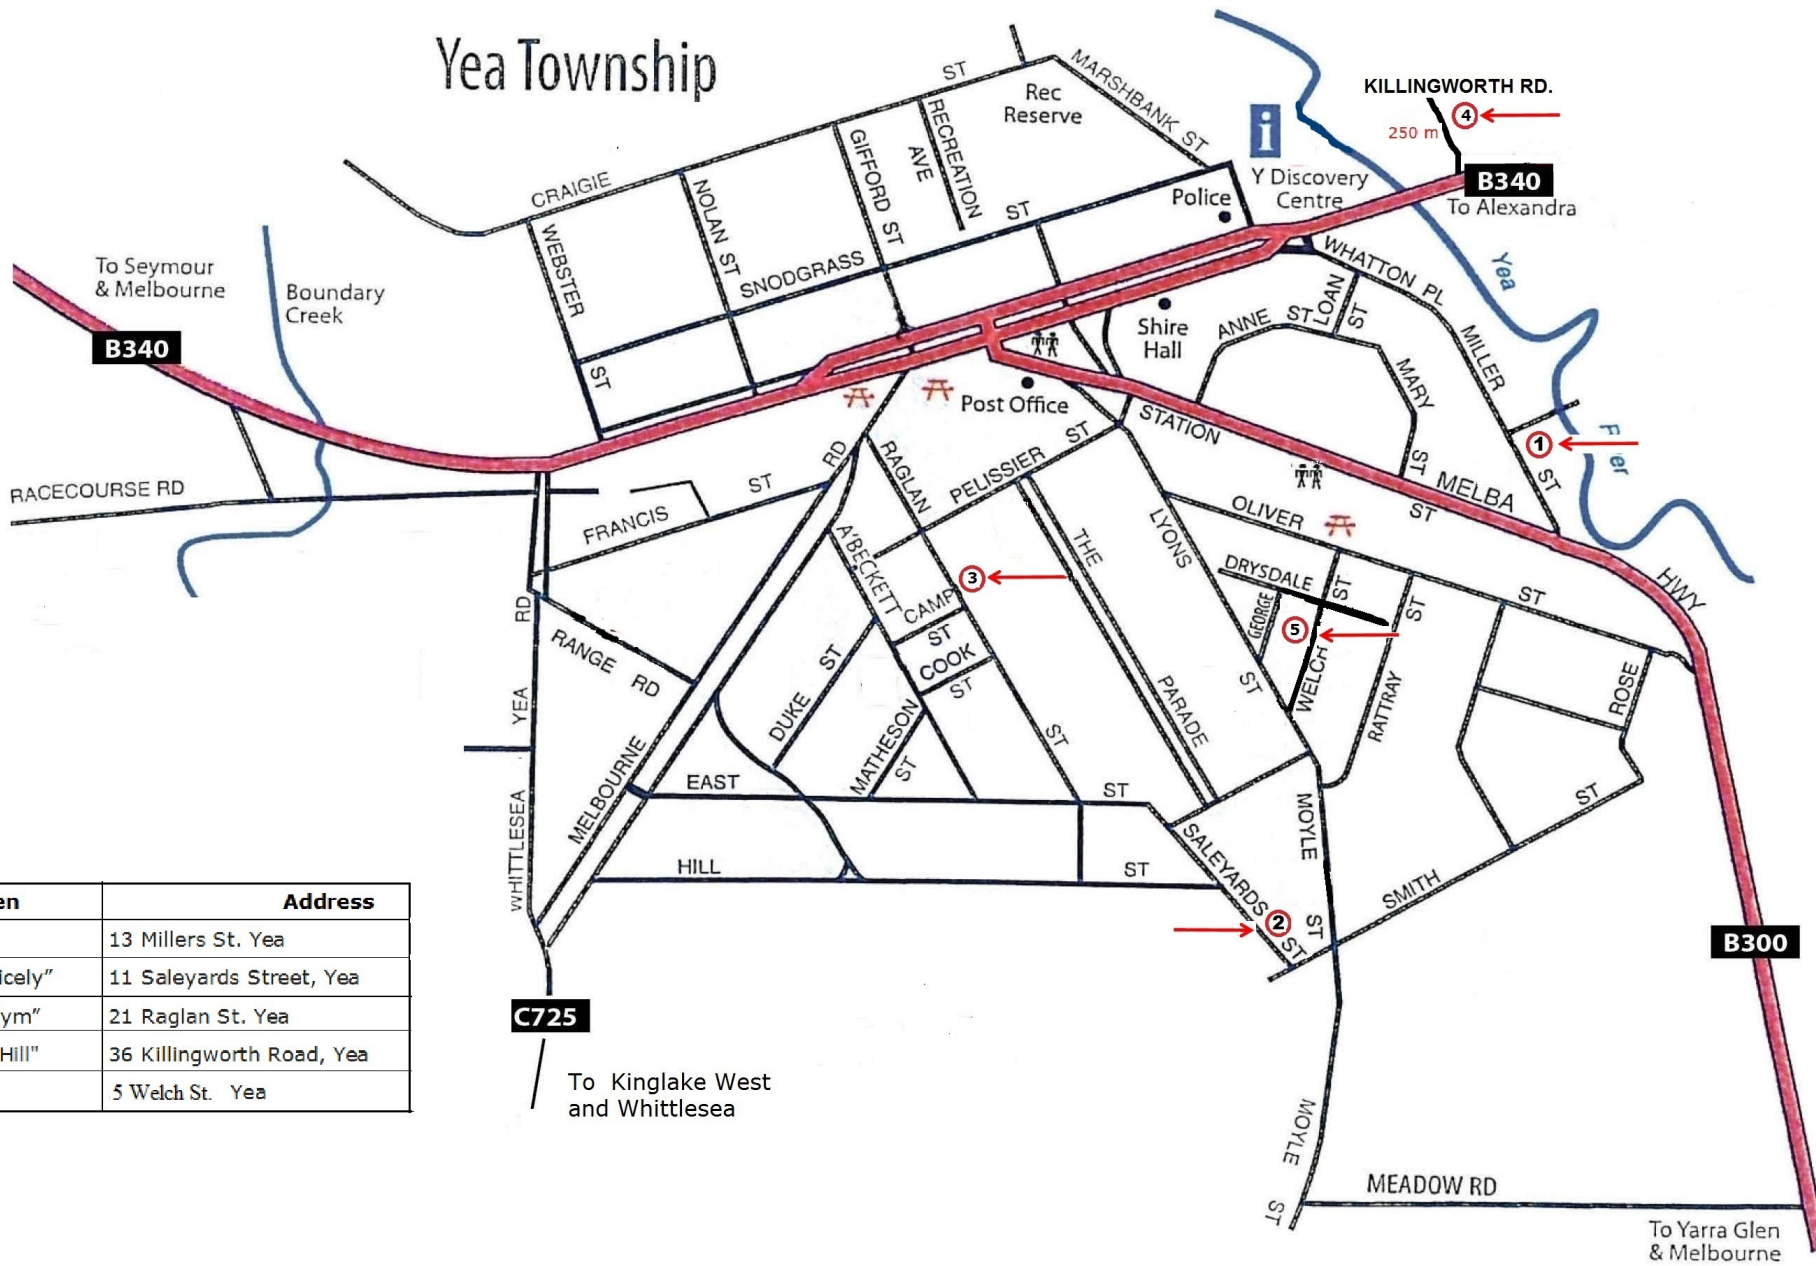 Yea Township
ST
MARSHBANK ST
Rec
Reserve
RECREATION
AVE
GIFFORD ST
CRAIGIE
NOLAN ST
WEBSTER
ST
SNODGRASS
ST
Police
i
Y Discovery
Centre
KILLINGWORTH RD.
4
250 m
B340
To Alexandra
To Seymour
& Melbourne
Boundary
Creek
B340
Yea
WHATTON PL
LOAN
ST
ANNE ST
Shire
Hall
MILLER
ST
MARY
ST
1
Post Office
STATION
ST
MELBA
HWY
RACECOURSE RD
FRANCIS
ST
RD
RAGLAN
PELISSIER
ST
A'BECKETT
CAMP
ST
COOK
ST
3
THE
PARADE
LYONS
ST
OLIVER
ST
DRYSDALE
ST
GEORGE
5
WELCH
RATTRAY
ST
ROSE
RD
RANGE
RD
YEA
WHITTLESEA
MELBOURNE
DUKE
ST
MATHESON
ST
ST
EAST
ST
HILL
ST
SALEYARDS
ST
2
MOYLE
ST
SMITH
ST
B300
C725
To Kinglake West
and Whittlesea
MOYLE
ST
MEADOW RD
To Yarra Glen
& Melbourne
en Address
13 Millers St. Yea
icely” 11 Saleyards Street, Yea
ym” 21 Raglan St. Yea
Hill" 36 Killingworth Road, Yea
5 Welch St. Yea